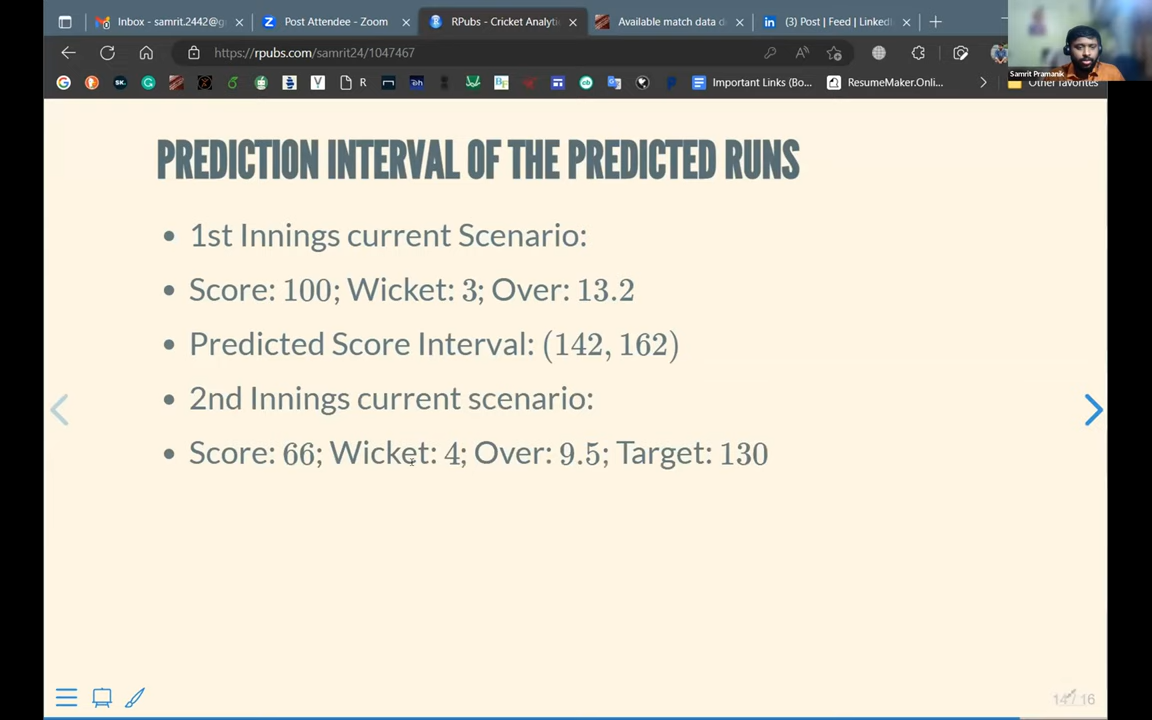 Inbox - samrit.2442@g
Post Attendee - Zoom
RPubs - Cricket Analyti
Available match data d
(3) Post | Feed | LinkedI
https://rpubs.com/samrit24/1047467
Samrit Pramanik
R
Important Links (Bo...
ResumeMaker.Onli...
Other favorites
PREDICTION INTERVAL OF THE PREDICTED RUNS
• 1st Innings current Scenario:
• Score: 100; Wicket: 3; Over: 13.2
• Predicted Score Interval: (142, 162)
• 2nd Innings current scenario:
• Score: 66; Wicket: 4; Over: 9.5; Target: 130
14 / 16